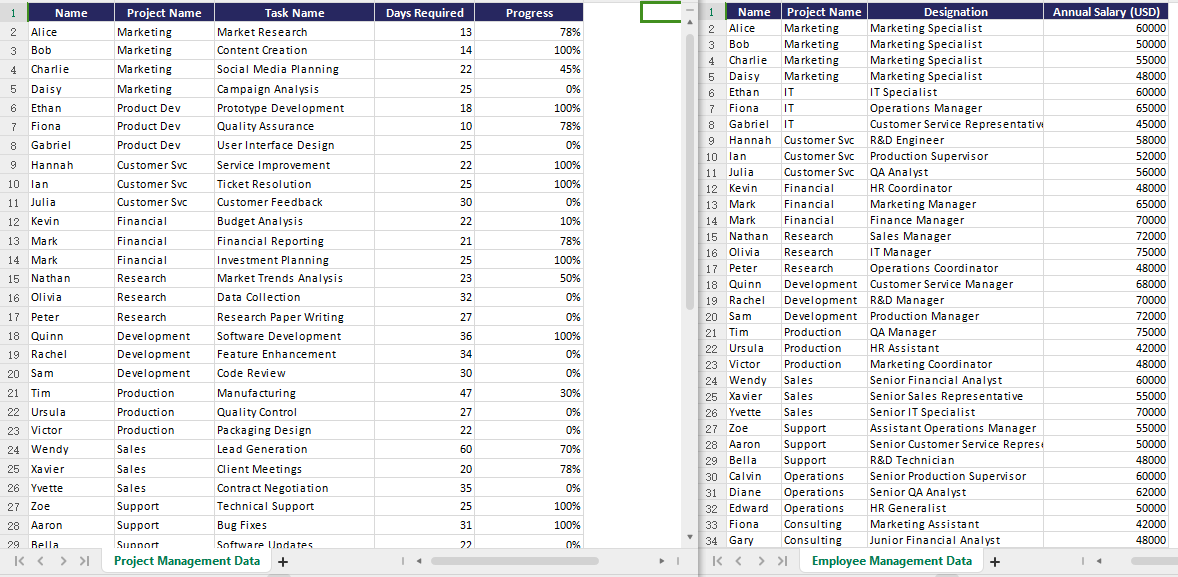 1 Name Project Name Task Name Days Required Progress
2 Alice Marketing Market Research 13 78%
3 Bob Marketing Content Creation 14 100%
4 Charlie Marketing Social Media Planning 22 45%
5 Daisy Marketing Campaign Analysis 25 0%
6 Ethan Product Dev Prototype Development 18 100%
7 Fiona Product Dev Quality Assurance 10 78%
8 Gabriel Product Dev User Interface Design 25 0%
9 Hannah Customer Svc Service Improvement 22 100%
10 Ian Customer Svc Ticket Resolution 25 100%
11 Julia Customer Svc Customer Feedback 30 0%
12 Kevin Financial Budget Analysis 22 10%
13 Mark Financial Financial Reporting 21 78%
14 Mark Financial Investment Planning 25 100%
15 Nathan Research Market Trends Analysis 23 50%
16 Olivia Research Data Collection 32 0%
17 Peter Research Research Paper Writing 27 0%
18 Quinn Development Software Development 36 100%
19 Rachel Development Feature Enhancement 34 0%
20 Sam Development Code Review 30 0%
21 Tim Production Manufacturing 47 30%
22 Ursula Production Quality Control 27 0%
23 Victor Production Packaging Design 22 0%
24 Wendy Sales Lead Generation 60 70%
25 Xavier Sales Client Meetings 20 78%
26 Yvette Sales Contract Negotiation 35 0%
27 Zoe Support Technical Support 25 100%
28 Aaron Support Bug Fixes 31 100%
29 Bella Support Software Updates 22 0%
Project Management Data
1 Name Project Name Designation Annual Salary (USD)
2 Alice Marketing Marketing Specialist 60000
3 Bob Marketing Marketing Specialist 50000
4 Charlie Marketing Marketing Specialist 55000
5 Daisy Marketing Marketing Specialist 48000
6 Ethan IT IT Specialist 60000
7 Fiona IT Operations Manager 65000
8 Gabriel IT Customer Service Representativ 45000
9 Hannah Customer Svc R&D Engineer 58000
10 Ian Customer Svc Production Supervisor 52000
11 Julia Customer Svc QA Analyst 56000
12 Kevin Financial HR Coordinator 48000
13 Mark Financial Marketing Manager 65000
14 Mark Financial Finance Manager 70000
15 Nathan Research Sales Manager 72000
16 Olivia Research IT Manager 75000
17 Peter Research Operations Coordinator 48000
18 Quinn Development Customer Service Manager 68000
19 Rachel Development R&D Manager 70000
20 Sam Development Production Manager 72000
21 Tim Production QA Manager 75000
22 Ursula Production HR Assistant 42000
23 Victor Production Marketing Coordinator 48000
24 Wendy Sales Senior Financial Analyst 60000
25 Xavier Sales Senior Sales Representative 55000
26 Yvette Sales Senior IT Specialist 70000
27 Zoe Support Assistant Operations Manager 55000
28 Aaron Support Senior Customer Service Repres 50000
29 Bella Support R&D Technician 48000
30 Calvin Operations Senior Production Supervisor 60000
31 Diane Operations Senior QA Analyst 62000
32 Edward Operations HR Generalist 50000
33 Fiona Consulting Marketing Assistant 42000
34 Gary Consulting Junior Financial Analyst 48000
Employee Management Data